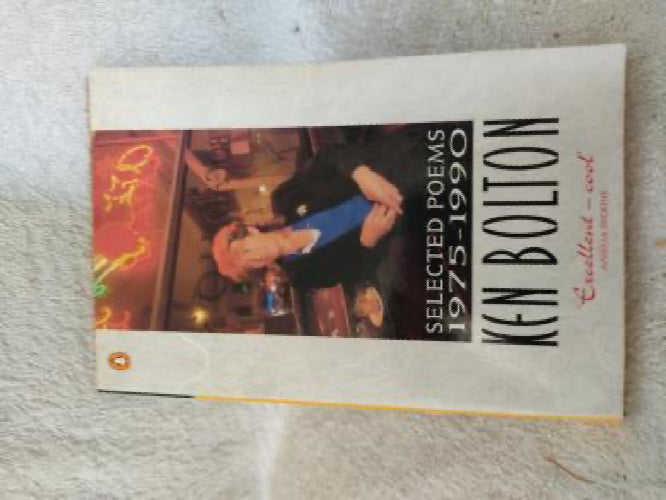 SELECTED POEMS
1975–1990
KEN BOLTON
'Excellent – cool'